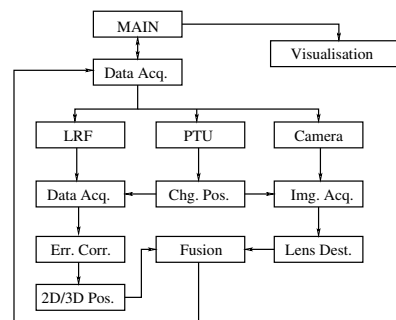 MAIN
Visualisation
Data Acq.
LRF
PTU
Camera
Data Acq.
Chg. Pos.
Img. Acq.
Err. Corr.
Fusion
Lens Dest.
2D/3D Pos.